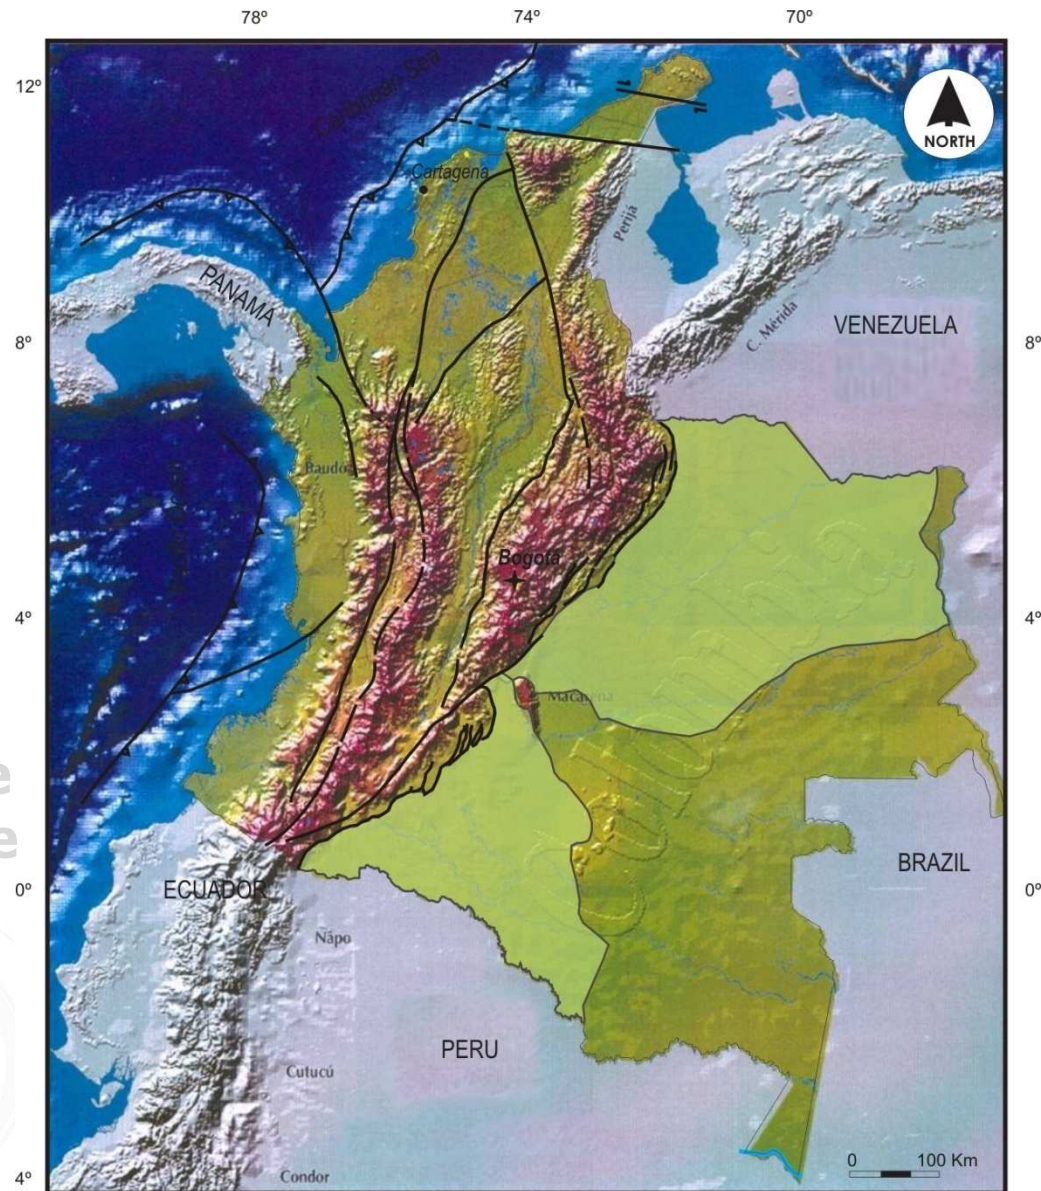 78º 74º 70º
12º
NORTH
Caribbean Sea
Cartagena
Perijá
PANAMA
C. Mérida
VENEZUELA
8º 8º
Baudó
Bogotá
4º 4º
Macarena
e
e
BRAZIL
0º 0º
ECUADOR
Nápo
PERU
Cutucú
Condor
0 100 Km
4º